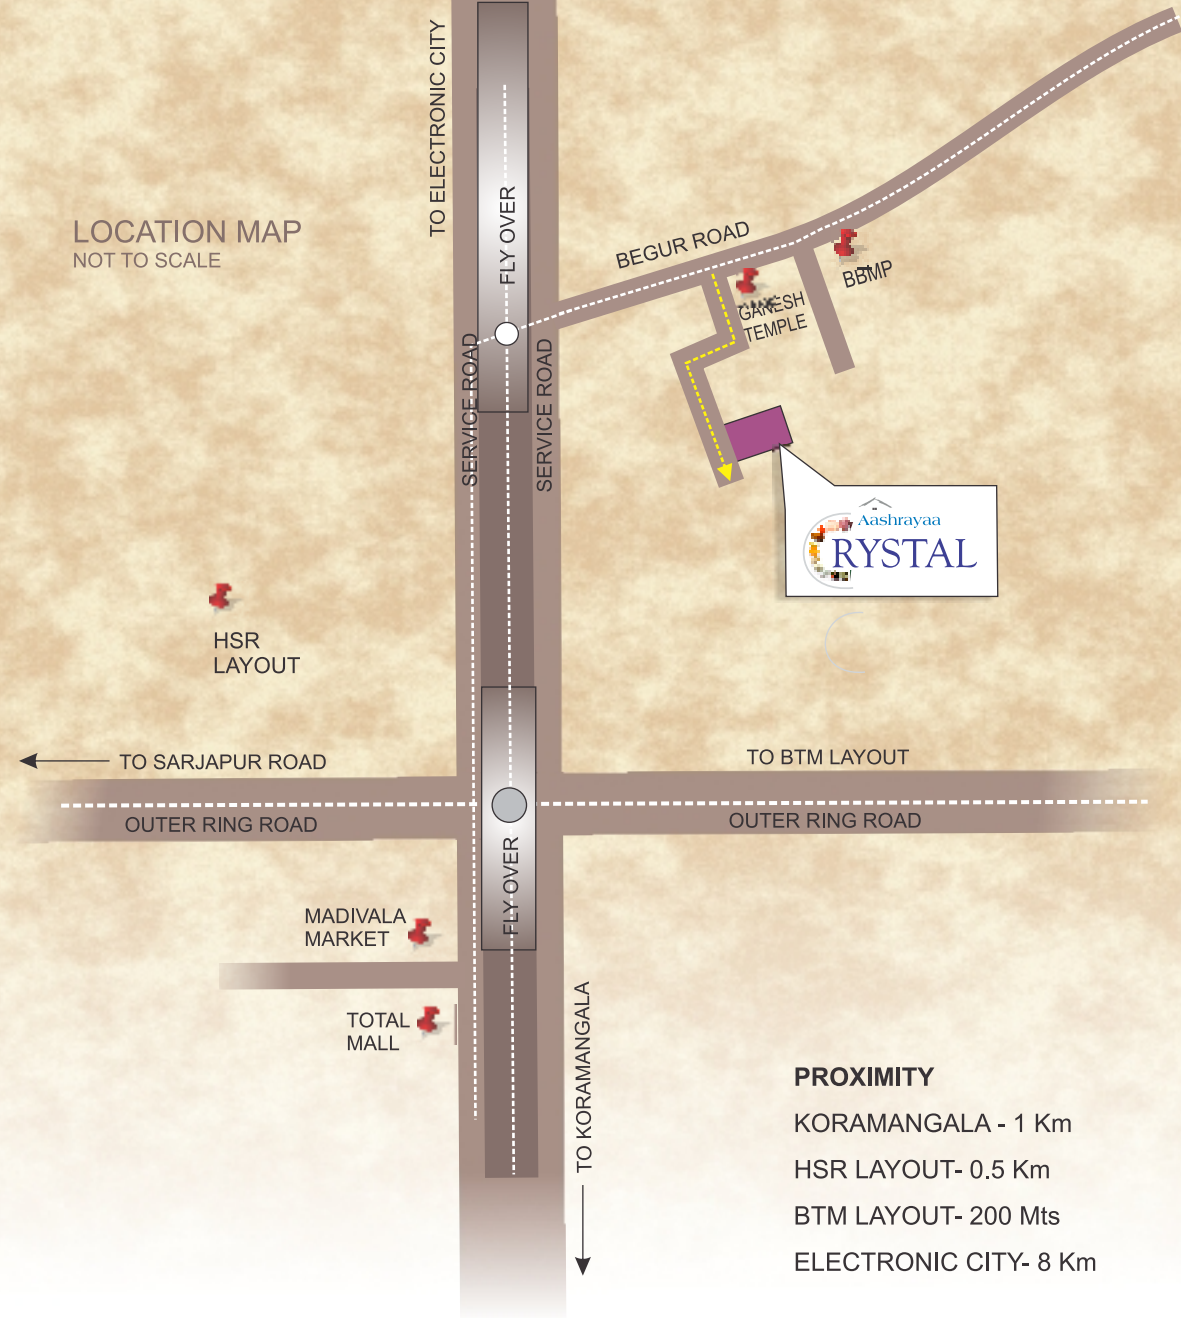 TO ELECTRONIC CITY
FLY OVER
LOCATION MAP
NOT TO SCALE
BEGUR ROAD
BBMP
GANESH
TEMPLE
SERVICE ROAD
SERVICE ROAD
Aashrayaa
CRYSTAL
HSR
LAYOUT
TO SARJAPUR ROAD
TO BTM LAYOUT
OUTER RING ROAD
OUTER RING ROAD
FLY OVER
MADIVALA
MARKET
TOTAL
MALL
TO KORAMANGALA
PROXIMITY
KORAMANGALA - 1 Km
HSR LAYOUT- 0.5 Km
BTM LAYOUT- 200 Mts
ELECTRONIC CITY- 8 Km